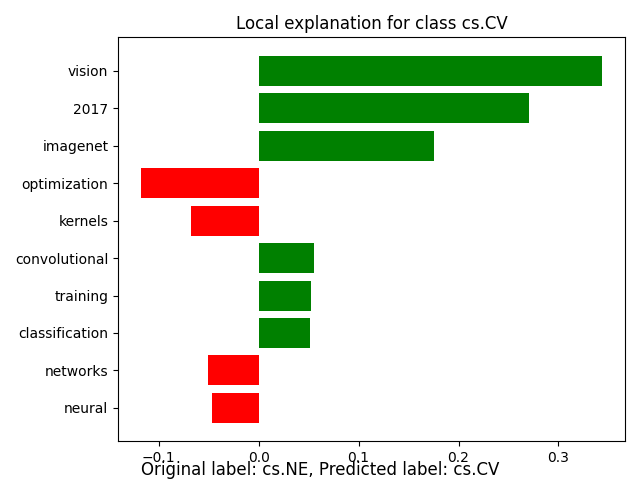 Local explanation for class cs.CV
vision
2017
imagenet
optimization
kernels
convolutional
training
classification
networks
neural
−0.1 0.0 0.1 0.2 0.3
Original label: cs.NE, Predicted label: cs.CV